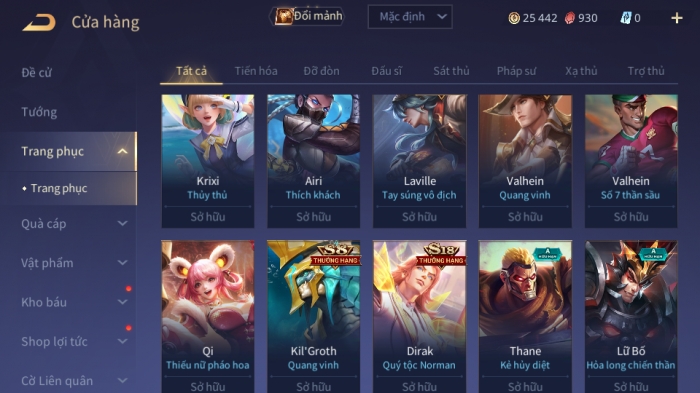 Cửa hàng
Đổi mảnh
Mặc định
25 442
930
0
Đề cử
Tướng
Trang phục
Trang phục
Quà cáp
Vật phẩm
Kho báu
Shop lợi tức
Cờ Liên quân
Tất cả
Tiến hóa
Đỡ đòn
Đấu sĩ
Sát thủ
Pháp sư
Xạ thủ
Trợ thủ
Krixi
Thủy thủ
Sở hữu
Airi
Thích khách
Sở hữu
Laville
Tay súng vô địch
Sở hữu
Valhein
Quang vinh
Sở hữu
Valhein
Số 7 thần sầu
Sở hữu
Qi
Thiếu nữ pháo hoa
Sở hữu
S8
THƯỞNG HẠNG
Kil'Groth
Quang vinh
Sở hữu
S18
THƯỞNG HẠNG
Dirak
Quý tộc Norman
Sở hữu
A
HỮU HẠN
Thane
Kẻ hủy diệt
Sở hữu
A
HỮU HẠN
Lữ Bố
Hỏa long chiến thần
Sở hữu